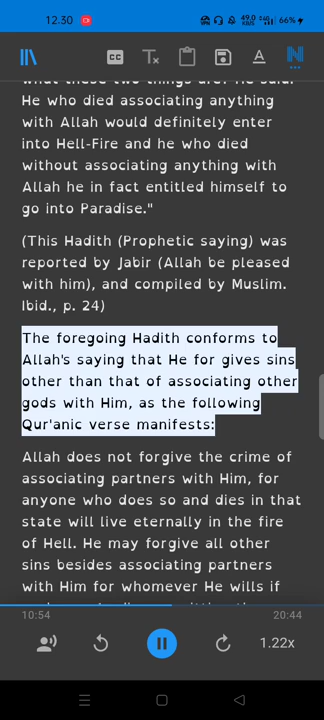 12.30
49.0
KB/s
66%
CC
N
what these two things are? He said:
He who died associating anything
with Allah would definitely enter
into Hell-Fire and he who died
without associating anything with
Allah he in fact entitled himself to
go into Paradise."
(This Hadith (Prophetic saying) was
reported by Jabir (Allah be pleased
with him), and compiled by Muslim.
Ibid., p. 24)
The foregoing Hadith conforms to
Allah's saying that He for gives sins
other than that of associating other
gods with Him, as the following
Qur'anic verse manifests:
Allah does not forgive the crime of
associating partners with Him, for
anyone who does so and dies in that
state will live eternally in the fire
of Hell. He may forgive all other
sins besides associating partners
with Him for whomever He wills if
10:54
20:44
1.22x